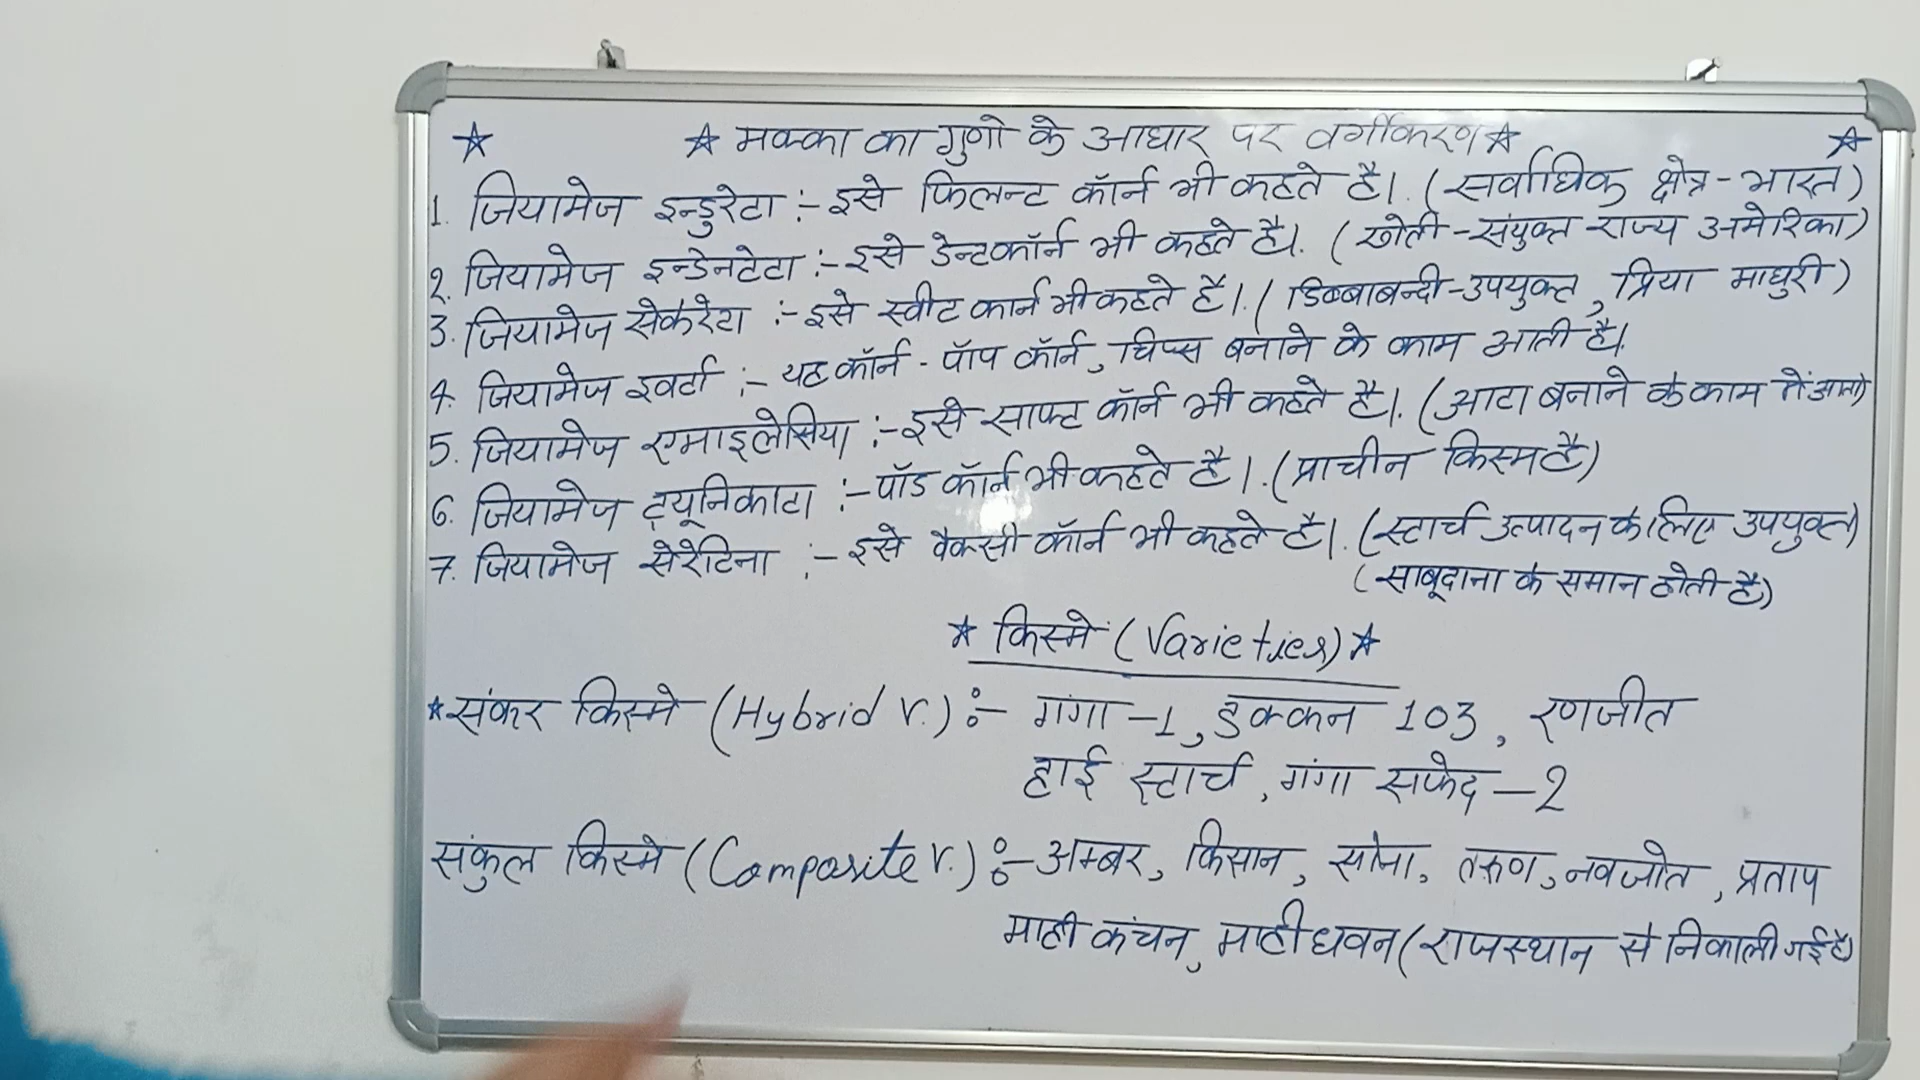 ☆ ☆ मक्का का गुणो के आधार पर वर्गीकरण ☆ ☆
1. जियामेज इन्डुरेटा :- इसे फिलन्ट कॉर्न भी कहते है। (सर्वाधिक क्षेत्र - भारत)
2. जियामेज इन्डेनटेटा :- इसे डेन्टकॉर्न भी कहते है। (खेती - संयुक्त राज्य अमेरिका)
3. जियामेज सेकेरेटा :- इसे स्वीट कार्न भी कहते है। (डिब्बाबन्दी - उपयुक्त, प्रिया माधुरी)
4. जियामेज इवर्टा :- यह कॉर्न - पॉप कॉर्न, चिप्स बनाने के काम आती है।
5. जियामेज एमाइलेसिया :- इसे साफ्ट कॉर्न भी कहते है। (आटा बनाने के काम में आता)
6. जियामेज ट्यूनिकाटा :- पॉड कॉर्न भी कहते है। (प्राचीन किस्म है)
7. जियामेज सेरेटिना :- इसे वैक्सी कॉर्न भी कहते है। (स्टार्च उत्पादन के लिए उपयुक्त)
(साबूदाना के समान होती है)
☆ किस्मे (Varieties) ☆
☆ संकर किस्मे (Hybrid V.) :- गंगा -1, डक्कन 103, रणजीत
हाई स्टार्च, गंगा सफेद - 2
संकुल किस्मे (Composite V.) :- अम्बर, किसान, सोना, तरुण, नवजोत, प्रताप
माही कंचन, माही धवन (राजस्थान से निकाली गई है)